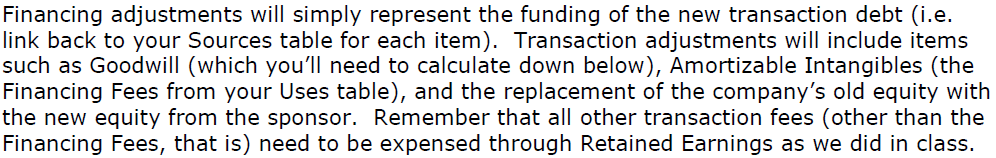 Financing adjustments will simply represent the funding of the new transaction debt (i.e.
link back to your Sources table for each item).  Transaction adjustments will include items
such as Goodwill (which you’ll need to calculate down below), Amortizable Intangibles (the
Financing Fees from your Uses table), and the replacement of the company’s old equity with
the new equity from the sponsor.  Remember that all other transaction fees (other than the
Financing Fees, that is) need to be expensed through Retained Earnings as we did in class.